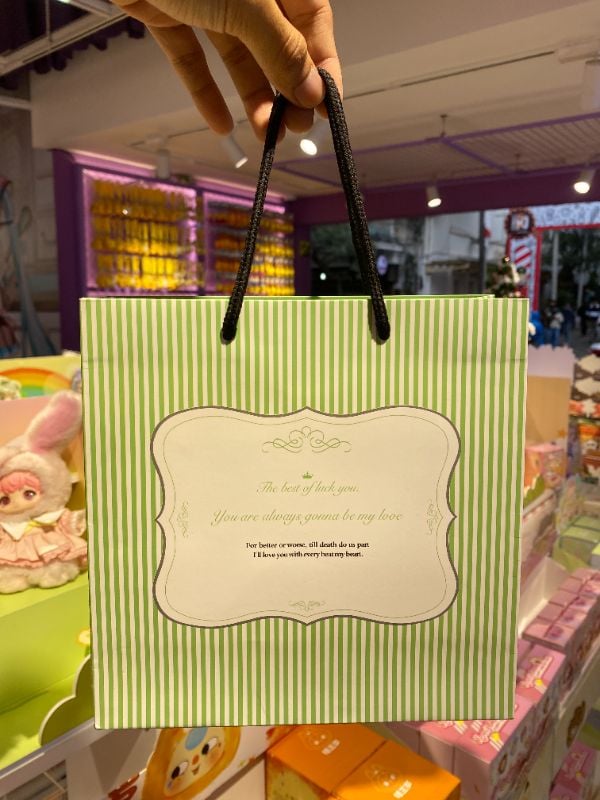 The best of luck you.
You are always gonna be my love
For better or worse, till death do us part
I'll love you with every beat my heart.